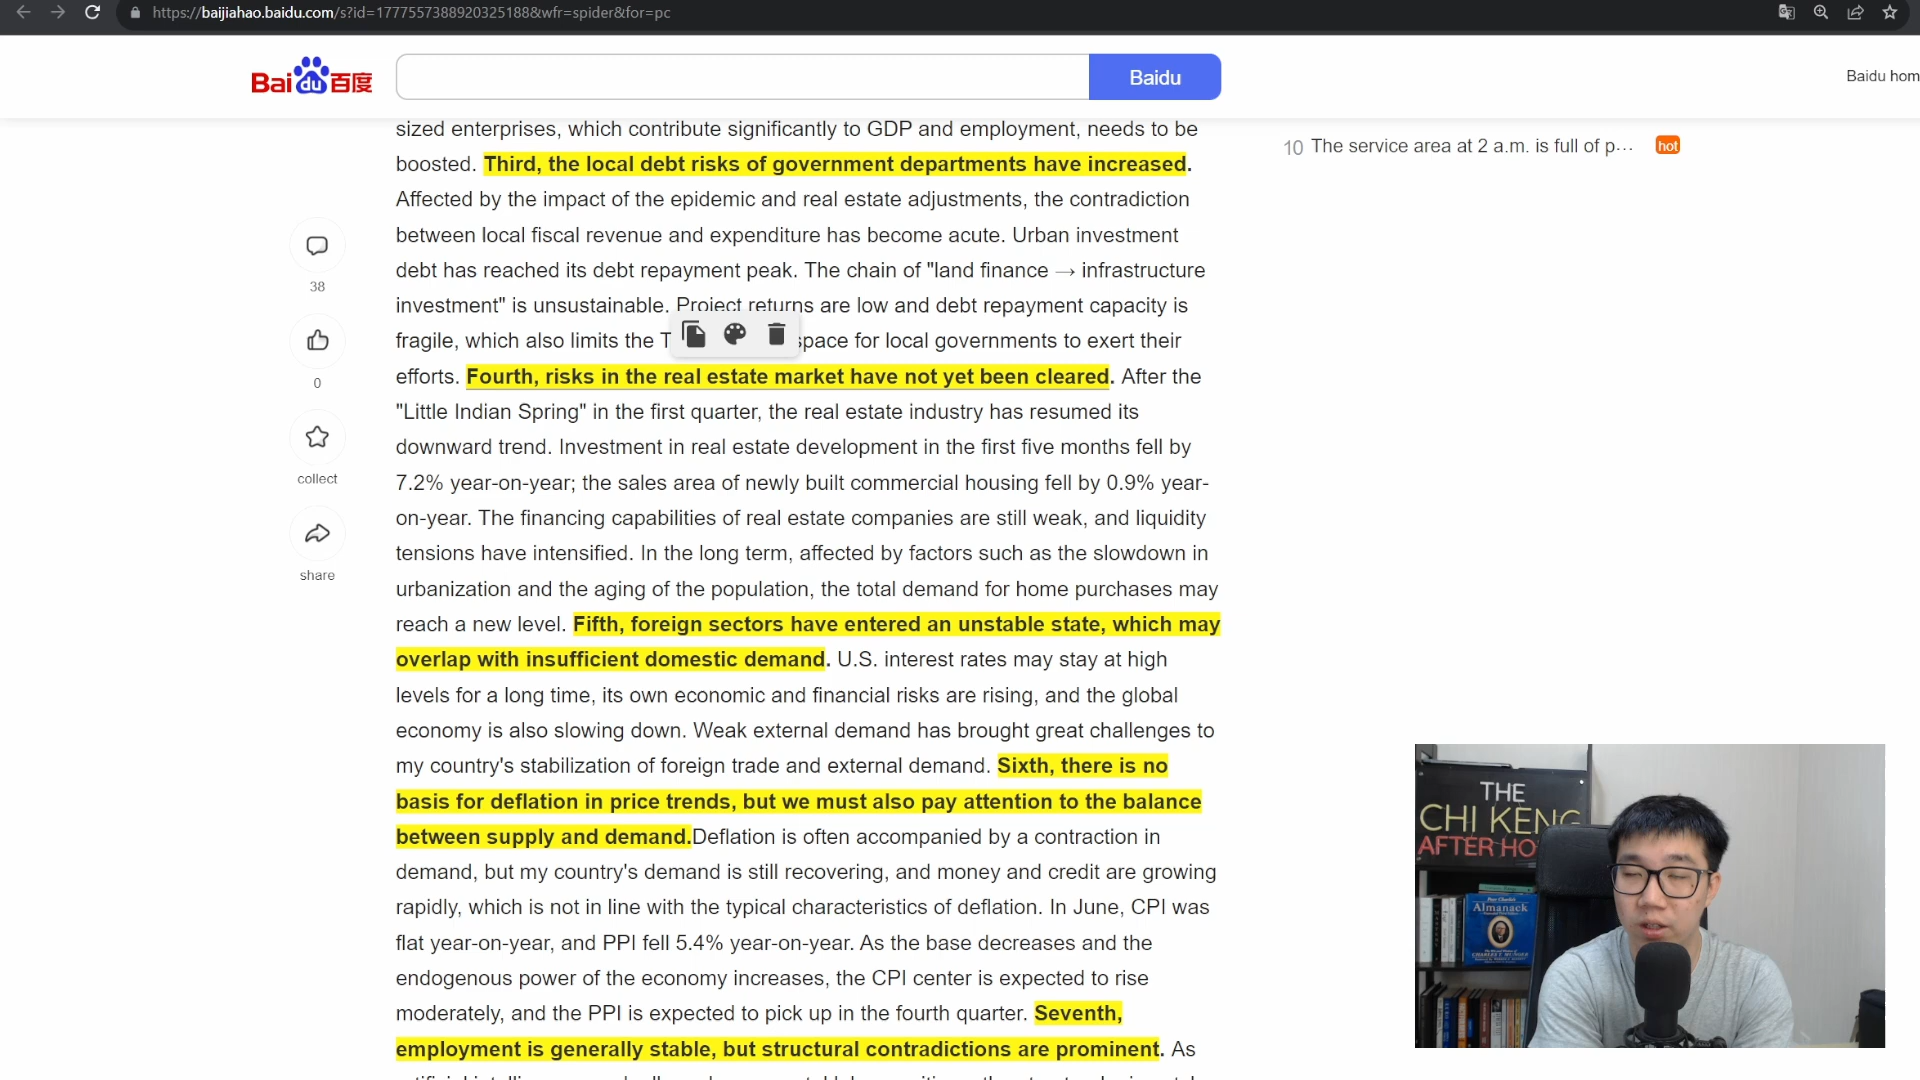 https://baijiahao.baidu.com/s?id=1777557388920325188&wfr=spider&for=pc
Bai du 百度
Baidu
Baidu hom
sized enterprises, which contribute significantly to GDP and employment, needs to be
boosted. Third, the local debt risks of government departments have increased.
Affected by the impact of the epidemic and real estate adjustments, the contradiction
between local fiscal revenue and expenditure has become acute. Urban investment
debt has reached its debt repayment peak. The chain of "land finance → infrastructure
investment" is unsustainable. Project returns are low and debt repayment capacity is
fragile, which also limits the T space for local governments to exert their
efforts. Fourth, risks in the real estate market have not yet been cleared. After the
"Little Indian Spring" in the first quarter, the real estate industry has resumed its
downward trend. Investment in real estate development in the first five months fell by
7.2% year-on-year; the sales area of newly built commercial housing fell by 0.9% year-
on-year. The financing capabilities of real estate companies are still weak, and liquidity
tensions have intensified. In the long term, affected by factors such as the slowdown in
urbanization and the aging of the population, the total demand for home purchases may
reach a new level. Fifth, foreign sectors have entered an unstable state, which may
overlap with insufficient domestic demand. U.S. interest rates may stay at high
levels for a long time, its own economic and financial risks are rising, and the global
economy is also slowing down. Weak external demand has brought great challenges to
my country's stabilization of foreign trade and external demand. Sixth, there is no
basis for deflation in price trends, but we must also pay attention to the balance
between supply and demand.Deflation is often accompanied by a contraction in
demand, but my country's demand is still recovering, and money and credit are growing
rapidly, which is not in line with the typical characteristics of deflation. In June, CPI was
flat year-on-year, and PPI fell 5.4% year-on-year. As the base decreases and the
endogenous power of the economy increases, the CPI center is expected to rise
moderately, and the PPI is expected to pick up in the fourth quarter. Seventh,
employment is generally stable, but structural contradictions are prominent. As
38
0
collect
share
10 The service area at 2 a.m. is full of p... hot
THE
CHI KENG
AFTER HO
Poor Charlie's
Almanack
CHARLES T. MUNGER